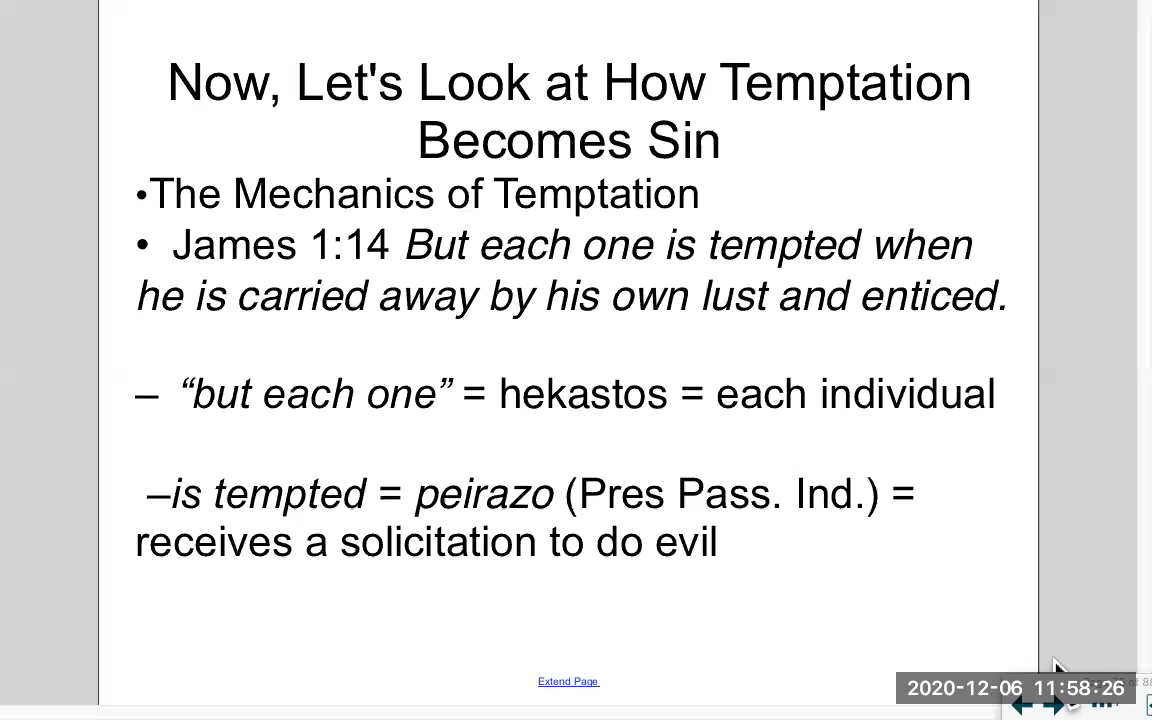 Now, Let's Look at How Temptation
Becomes Sin
•The Mechanics of Temptation
• James 1:14 But each one is tempted when
he is carried away by his own lust and enticed.
– “but each one” = hekastos = each individual
–is tempted = peirazo (Pres Pass. Ind.) =
receives a solicitation to do evil
Extend Page
2020-12-06 11:58:26